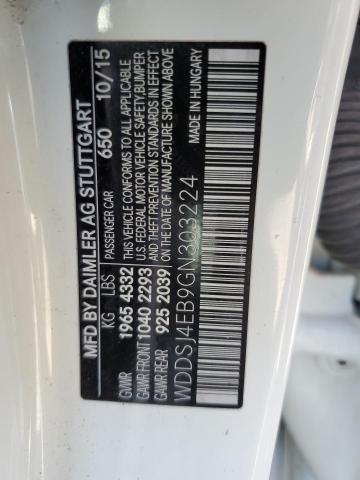 MFD BY DAIMLER AG STUTTGART
KG LBS PASSENGER CAR 650 10/15
GVWR 1965 4332 THIS VEHICLE CONFORMS TO ALL APPLICABLE
GAWR FRONT 1040 2293 U.S. FEDERAL MOTOR VEHICLE SAFETY,BUMPER
GAWR REAR 925 2039 AND THEFT PREVENTION STANDARDS IN EFFECT
ON THE DATE OF MANUFACTURE SHOWN ABOVE
MADE IN HUNGARY
WDDSJ4EB9GN303224